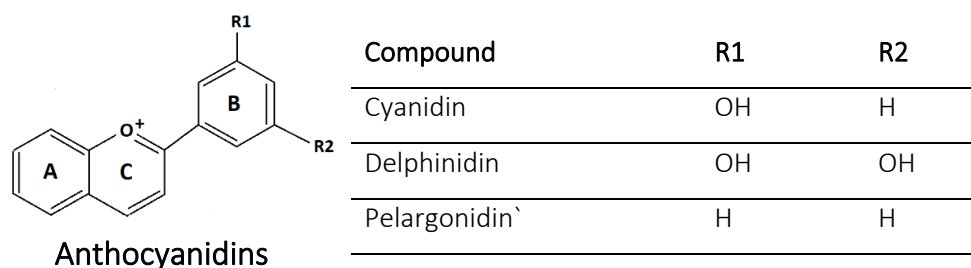 R1
B
O+
R2
A
C
Anthocyanidins
Compound R1 R2
Cyanidin OH H
Delphinidin OH OH
Pelargonidin` H H